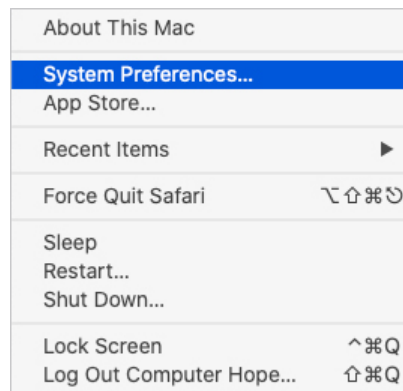 About This Mac
System Preferences...
App Store...
Recent Items ▶
Force Quit Safari ⌥⇧⌘⎋
Sleep
Restart...
Shut Down...
Lock Screen ^⌘Q
Log Out Computer Hope... ⇧⌘Q